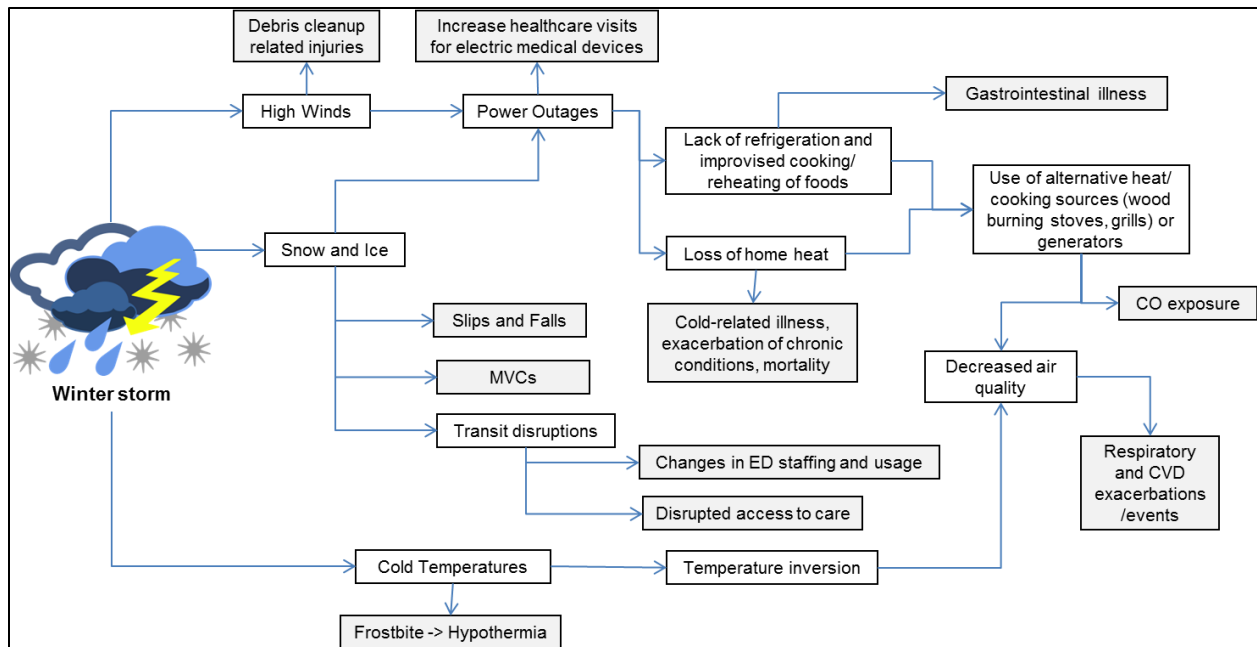 Debris cleanup
related injuries
Increase healthcare visits
for electric medical devices
High Winds
Power Outages
Gastrointestinal illness
Lack of refrigeration and
improvised cooking/
reheating of foods
Use of alternative heat/
cooking sources (wood
burning stoves, grills) or
generators
Snow and Ice
Loss of home heat
CO exposure
Slips and Falls
Cold-related illness,
exacerbation of chronic
conditions, mortality
MVCs
Decreased air
quality
Winter storm
Transit disruptions
Changes in ED staffing and usage
Respiratory
and CVD
exacerbations
/events
Disrupted access to care
Cold Temperatures
Temperature inversion
Frostbite -> Hypothermia